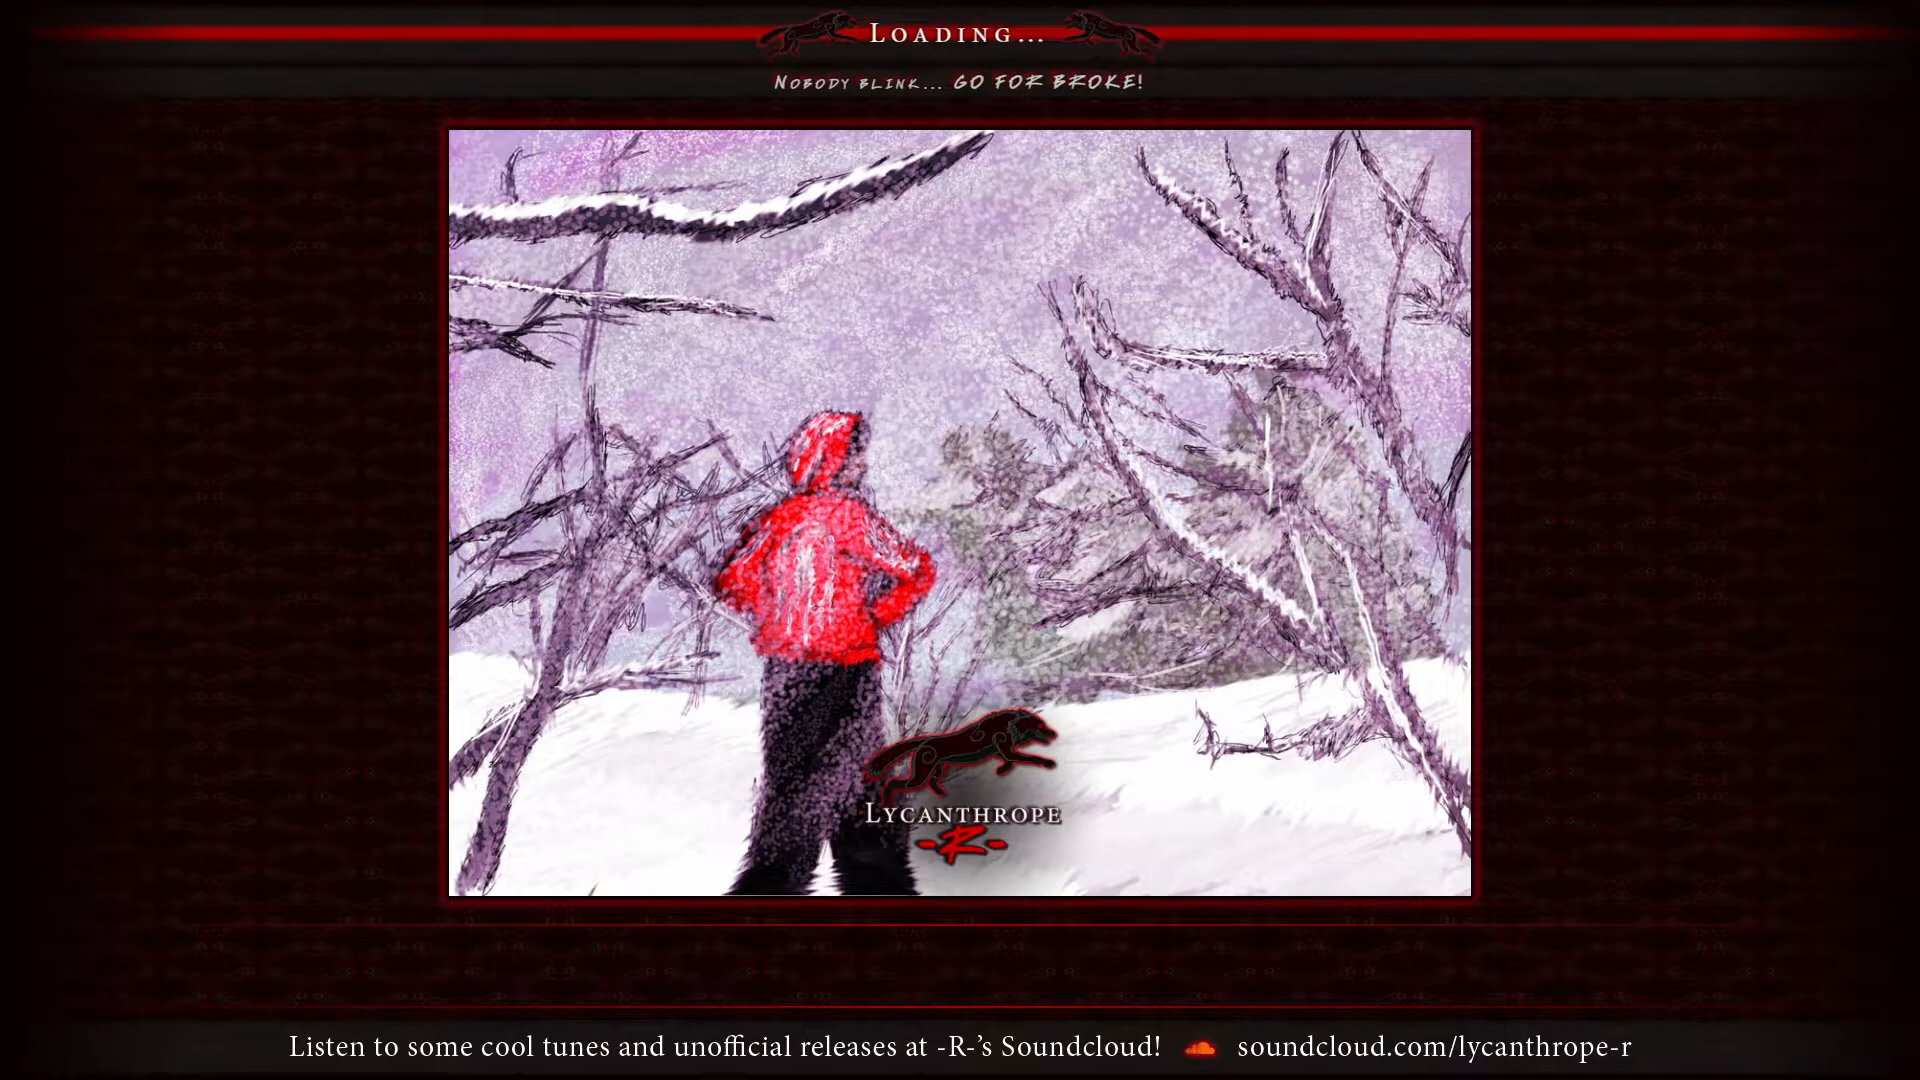 LOADING...
NOBODY BLINK... GO FOR BROKE!
LYCANTHROPE
-R-
Listen to some cool tunes and unofficial releases at -R-’s Soundcloud! soundcloud.com/lycanthrope-r